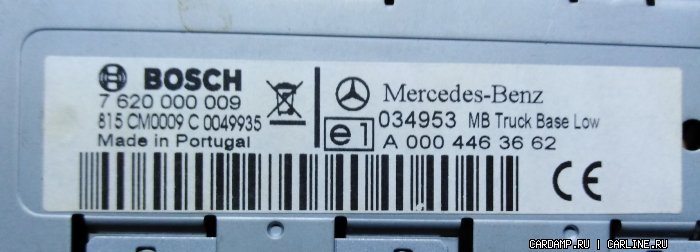 BOSCH
7 620 000 009
815 CM0009 C 0049935
Made in Portugal
Mercedes-Benz
e1 034953 MB Truck Base Low
A 000 446 36 62
CE
CARDAMP.RU | CARLINE.RU